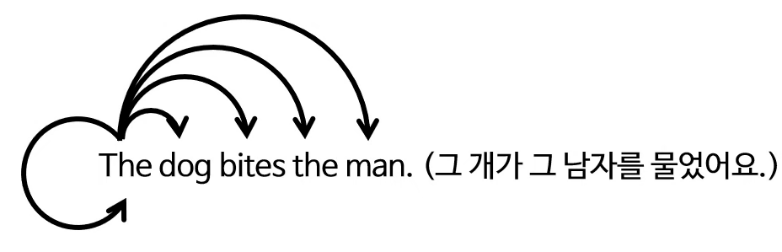 The dog bites the man. (그 개가 그 남자를 물었어요.)